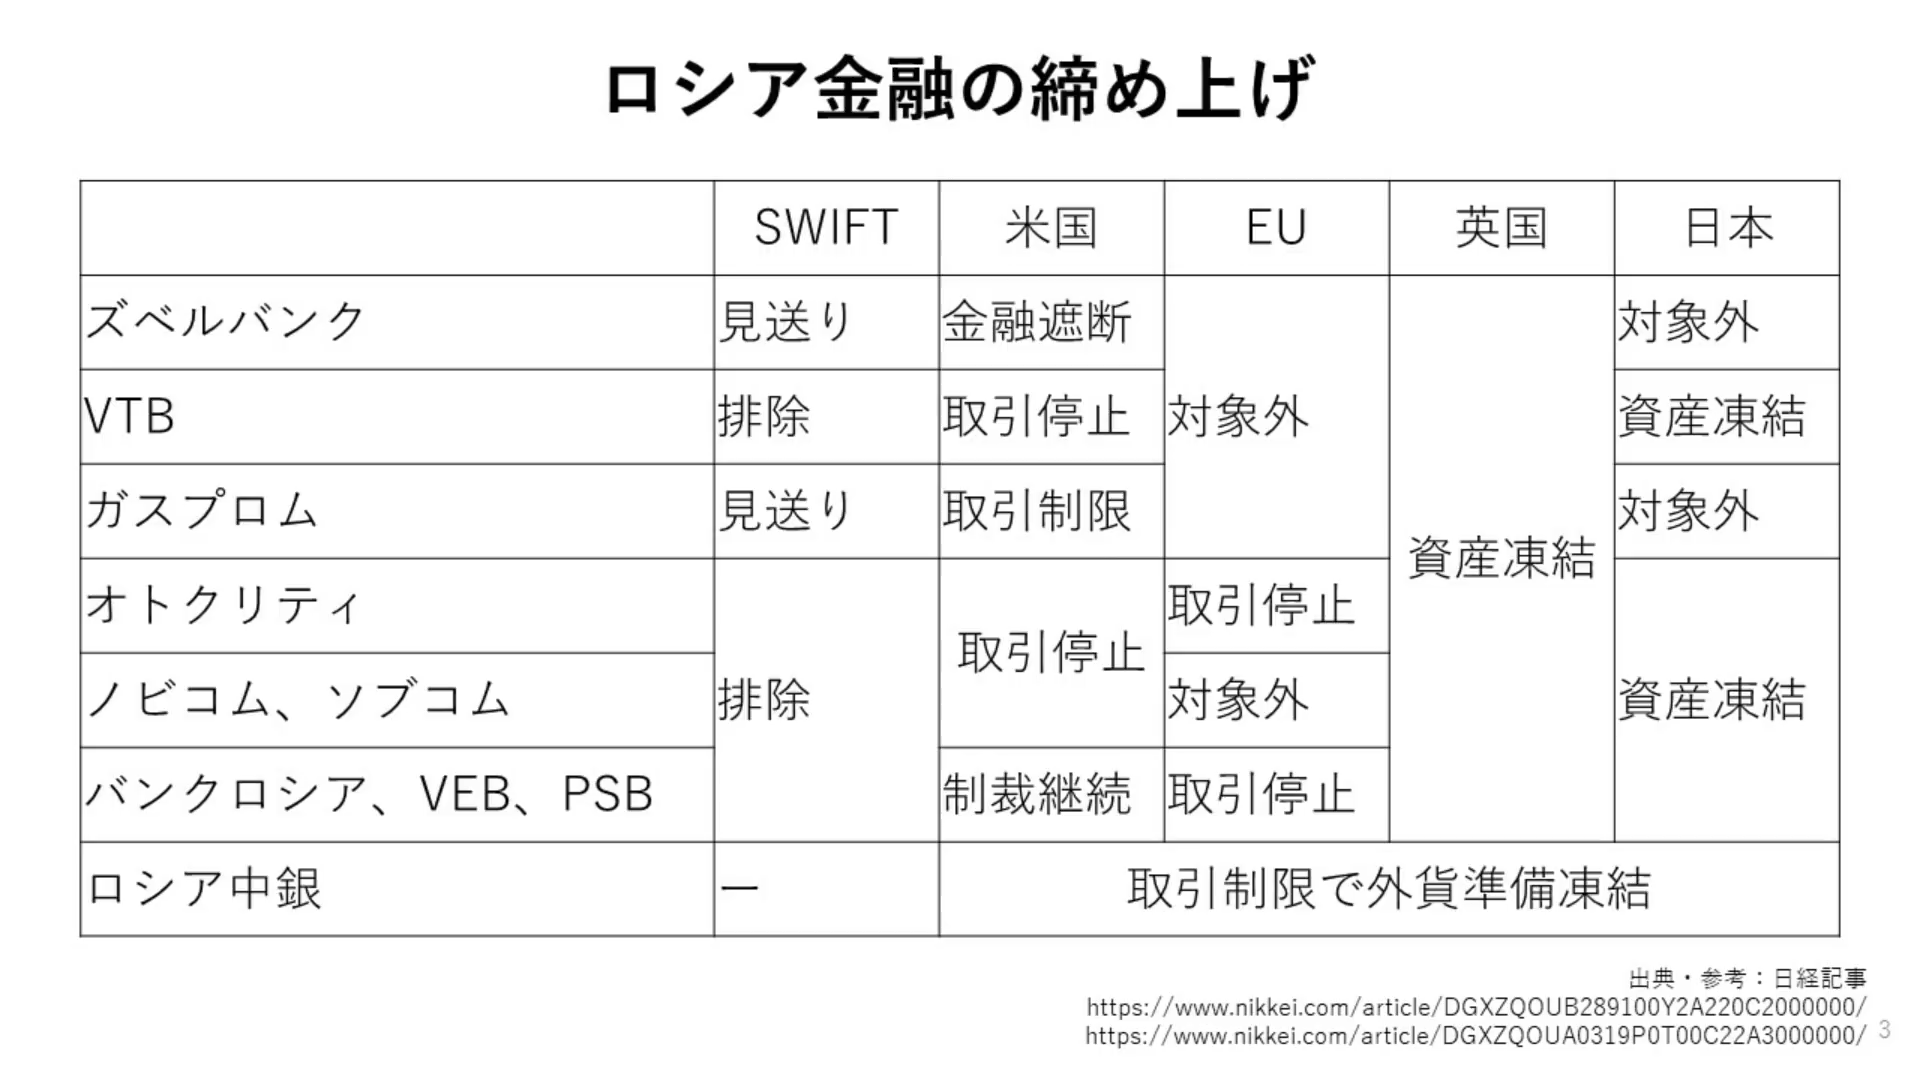 ロシア金融の締め上げ
SWIFT 米国 EU 英国 日本
ズベルバンク 見送り 金融遮断 対象外 資産凍結 対象外
VTB 排除 取引停止 資産凍結
ガスプロム 見送り 取引制限 対象外
オトクリティ 排除 取引停止 取引停止 資産凍結
ノビコム、ソブコム 対象外
バンクロシア、VEB、PSB 制裁継続 取引停止
ロシア中銀 ー 取引制限で外貨準備凍結
出典・参考：日経記事
https://www.nikkei.com/article/DGXZQOUB289100Y2A220C2000000/
https://www.nikkei.com/article/DGXZQOUA0319P0T00C22A3000000/
3